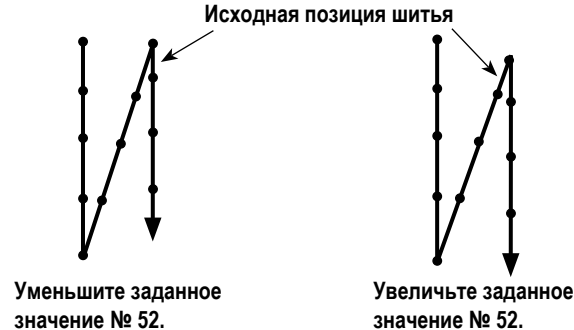 Исходная позиция шитья
Уменьшите заданное
значение № 52.
Увеличьте заданное
значение № 52.